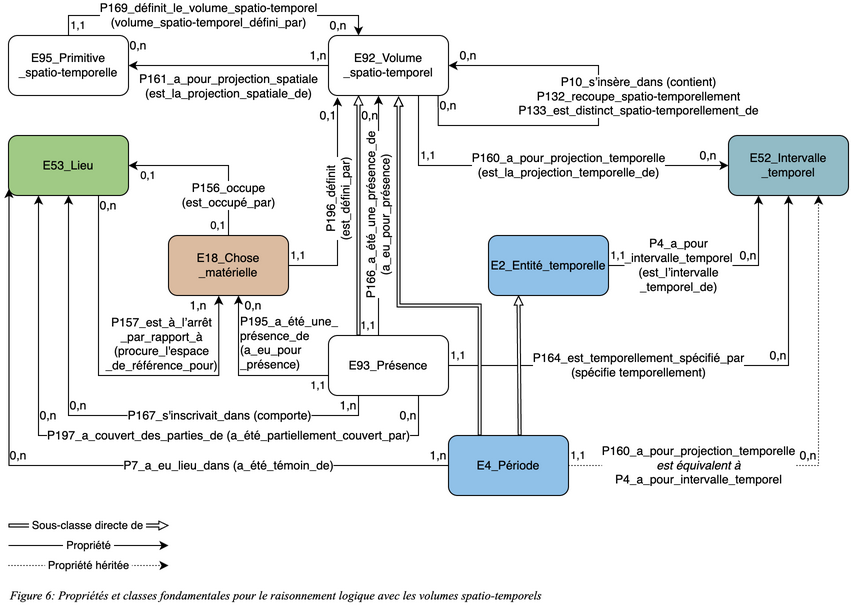 P169_définit_le_volume_spatio-temporel
(volume_spatio-temporel_défini_par)
1,1
0,n
E95_Primitive
_spatio-temporelle
0,n
1,n
E92_Volume
_spatio-temporel
0,n
P161_a_pour_projection_spatiale
(est_la_projection_spatiale_de)
P10_s'insère_dans (contient)
P132_recoupe_spatio-temporellement
P133_est_distinct_spatio-temporellement_de
0,n
0,1
0,n
E53_Lieu
0,1
P156_occupe
(est_occupé_par)
0,n
0,1
P196_définit
(est_défini_par)
P166_a_été_une_présence_de
(a_eu_pour_présence)
1,1
P160_a_pour_projection_temporelle
(est_la_projection_temporelle_de)
0,n
E52_Intervalle
_temporel
E18_Chose
_matérielle
1,1
E2_Entité_temporelle
1,1
P4_a_pour
_intervalle_temporel
(est_l'intervalle
_temporel_de)
0,n
1,n
0,n
P157_est_à_l'arrêt
_par_rapport_à
(procure_l'espace
_de_référence_pour)
P195_a_été_une_
présence_de
(a_eu_pour
_présence)
1,1
1,1
E93_Présence
1,1
P164_est_temporellement_spécifié_par
(spécifie temporellement)
0,n
0,n
0,n
P167_s'inscrivait_dans (comporte)
1,n
0,n
P197_a_couvert_des_parties_de (a_été_partiellement_couvert_par)
0,n
P7_a_eu_lieu_dans (a_été_témoin_de)
1,n
E4_Période
1,1
P160_a_pour_projection_temporelle
est équivalent à
P4_a_pour_intervalle_temporel
0,n
Sous-classe directe de
Propriété
Propriété héritée
Figure 6: Propriétés et classes fondamentales pour le raisonnement logique avec les volumes spatio-temporels